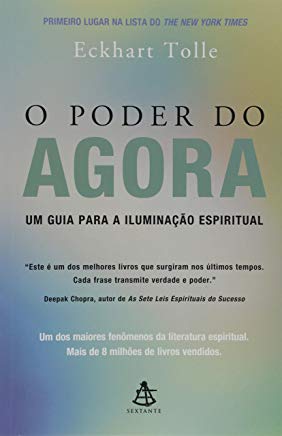 PRIMEIRO LUGAR NA LISTA DO THE NEW YORK TIMES
Eckhart Tolle
O PODER DO
AGORA
UM GUIA PARA A ILUMINAÇÃO ESPIRITUAL
"Este é um dos melhores livros que surgiram nos últimos tempos.
Cada frase transmite verdade e poder."
Deepak Chopra, autor de As Sete Leis Espirituais do Sucesso
Um dos maiores fenômenos da literatura espiritual.
Mais de 8 milhões de livros vendidos.
SEXTANTE